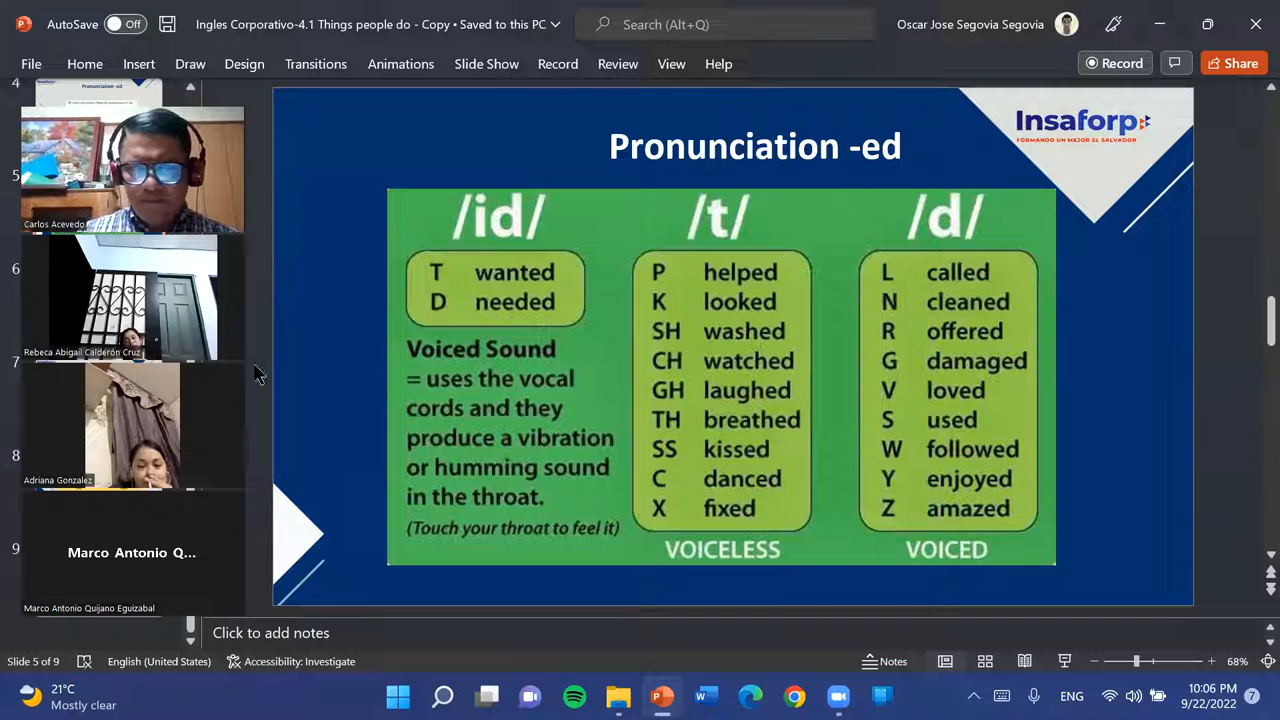 AutoSave Off Ingles Corporativo-4.1 Things people do - Copy • Saved to this PC Search (Alt+Q) Oscar Jose Segovia Segovia
File Home Insert Draw Design Transitions Animations Slide Show Record Review View Help Record Share
4
Pronunciation -ed
5
6
7
8
9
Carlos Acevedo
Rebeca Abigail Calderón Cruz
Adriana Gonzalez
Marco Antonio Q...
Marco Antonio Quijano Eguizabal
Insaforp
FORMANDO UN MEJOR EL SALVADOR
Pronunciation -ed
/id/
T wanted
D needed
Voiced Sound
= uses the vocal
cords and they
produce a vibration
or humming sound
in the throat.
(Touch your throat to feel it)
/t/
P helped
K looked
SH washed
CH watched
GH laughed
TH breathed
SS kissed
C danced
X fixed
VOICELESS
/d/
L called
N cleaned
R offered
G damaged
V loved
S used
W followed
Y enjoyed
Z amazed
VOICED
Click to add notes
Slide 5 of 9 English (United States) Accessibility: Investigate Notes 68%
21°C
Mostly clear
ENG
10:06 PM
9/22/2022
7